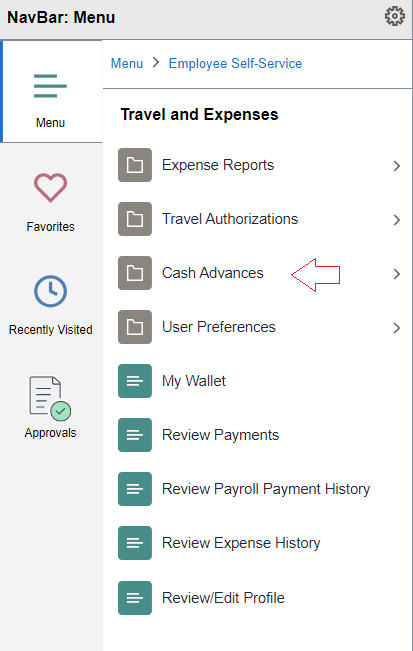 NavBar: Menu
Menu
Favorites
Recently Visited
Approvals
Menu > Employee Self-Service
Travel and Expenses
Expense Reports
Travel Authorizations
Cash Advances
User Preferences
My Wallet
Review Payments
Review Payroll Payment History
Review Expense History
Review/Edit Profile